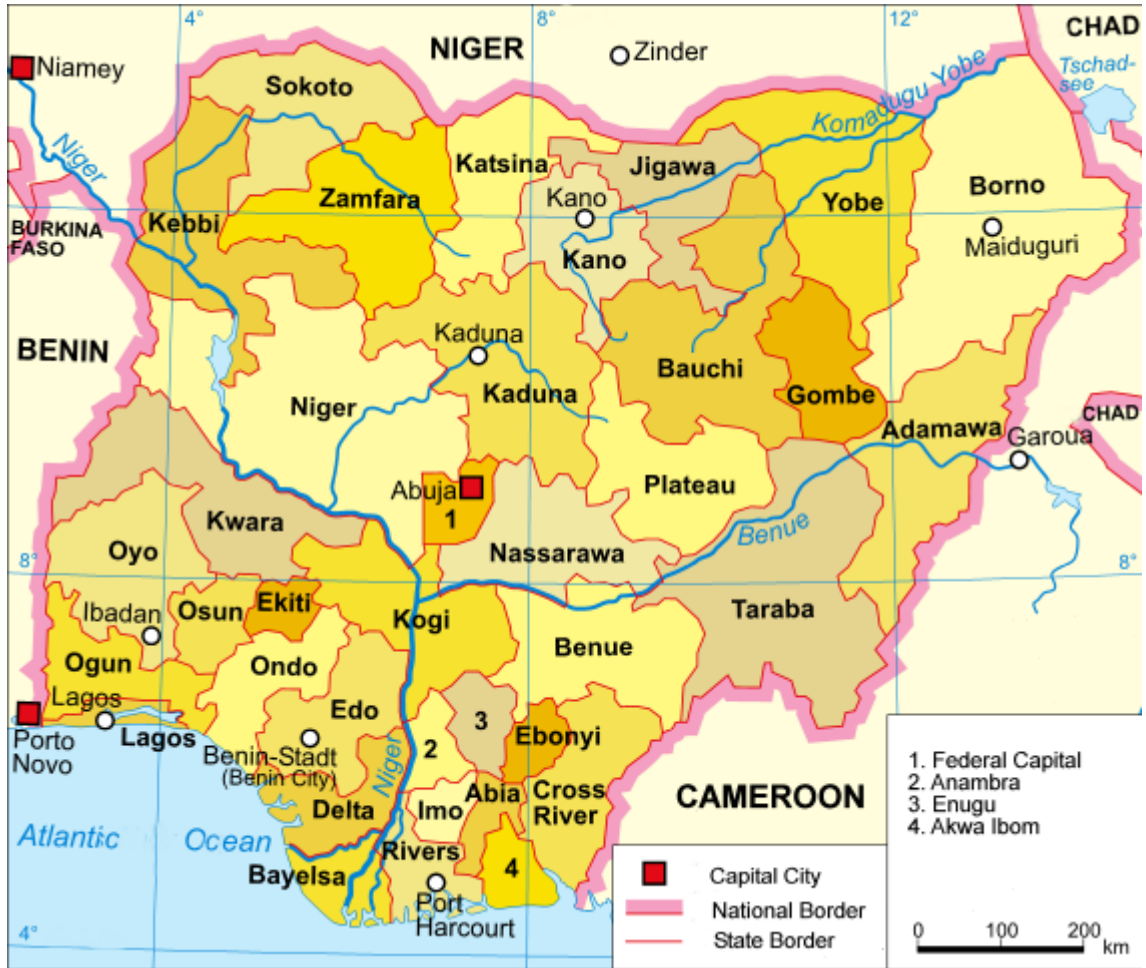 4°
8°
12°
CHAD
NIGER
Zinder
Niamey
Tschad-
see
Sokoto
Komadugu Yobe
Niger
Katsina
Jigawa
Zamfara
Kano
Yobe
Borno
Kebbi
BURKINA
FASO
Kano
Maiduguri
BENIN
Kaduna
Bauchi
Niger
Kaduna
Gombe
CHAD
Adamawa
Garoua
Abuja
Plateau
1
Kwara
Benue
Oyo
Nassarawa
8°
8°
Ibadan
Osun
Ekiti
Kogi
Taraba
Ogun
Ondo
Benue
Lagos
Edo
3
Lagos
Porto
Novo
Benin-Stadt
(Benin City)
2
Ebonyi
Niger
Delta
Imo
Abia
Cross
River
CAMEROON
Atlantic Ocean
Rivers
Bayelsa
4
Port
Harcourt
4°
1. Federal Capital
2. Anambra
3. Enugu
4. Akwa Ibom
Capital City
National Border
State Border
0 100 200
km